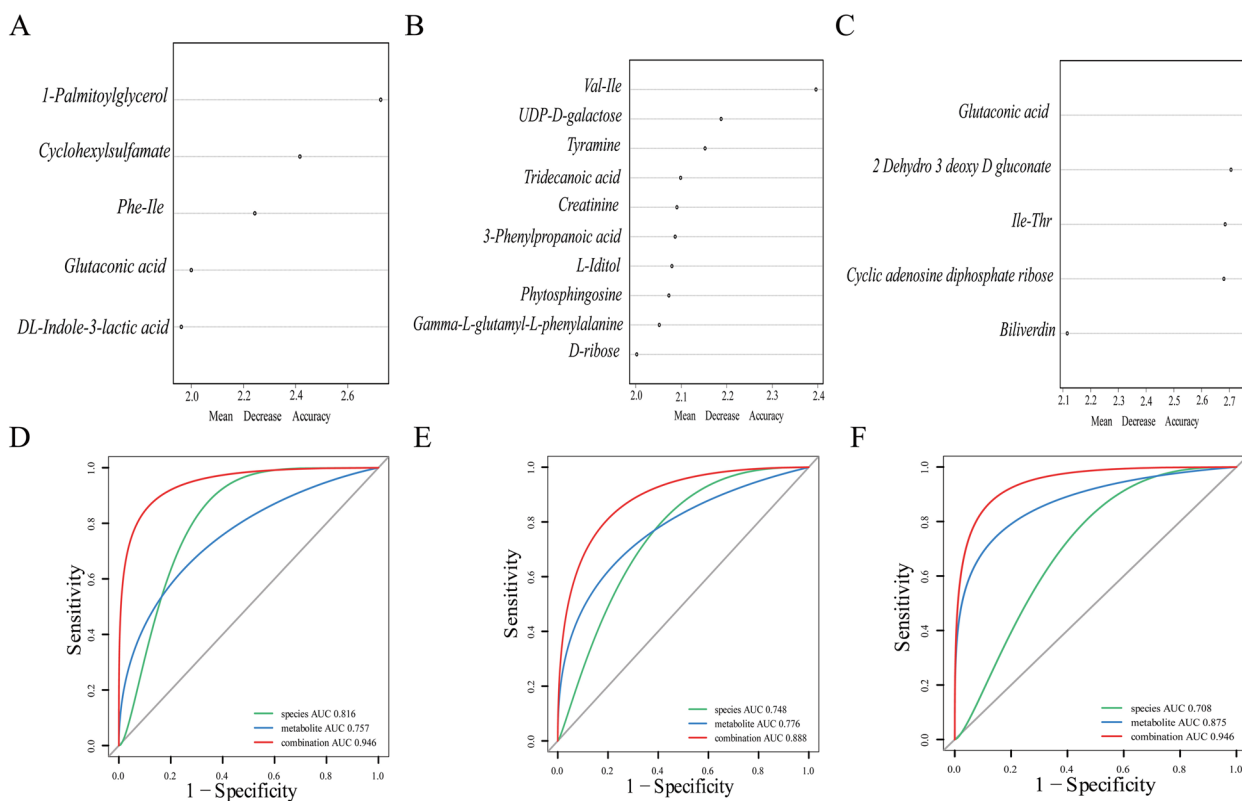 A
1-Palmitoylglycerol
Cyclohexylsulfamate
Phe-Ile
Glutaconic acid
DL-Indole-3-lactic acid
2.0 2.2 2.4 2.6
Mean Decrease Accuracy
B
Val-Ile
UDP-D-galactose
Tyramine
Tridecanoic acid
Creatinine
3-Phenylpropanoic acid
L-Iditol
Phytosphingosine
Gamma-L-glutamyl-L-phenylalanine
D-ribose
2.0 2.1 2.2 2.3 2.4
Mean Decrease Accuracy
C
Glutaconic acid
2 Dehydro 3 deoxy D gluconate
Ile-Thr
Cyclic adenosine diphosphate ribose
Biliverdin
2.1 2.2 2.3 2.4 2.5 2.6 2.7
Mean Decrease Accuracy
D
Sensitivity
1.0
0.8
0.6
0.4
0.2
0.0
species AUC 0.816
metabolite AUC 0.757
combination AUC 0.946
0.0 0.2 0.4 0.6 0.8 1.0
1 − Specificity
E
Sensitivity
1.0
0.8
0.6
0.4
0.2
0.0
species AUC 0.748
metabolite AUC 0.776
combination AUC 0.888
0.0 0.2 0.4 0.6 0.8 1.0
1 − Specificity
F
Sensitivity
1.0
0.8
0.6
0.4
0.2
0.0
species AUC 0.708
metabolite AUC 0.875
combination AUC 0.946
0.0 0.2 0.4 0.6 0.8 1.0
1 − Specificity